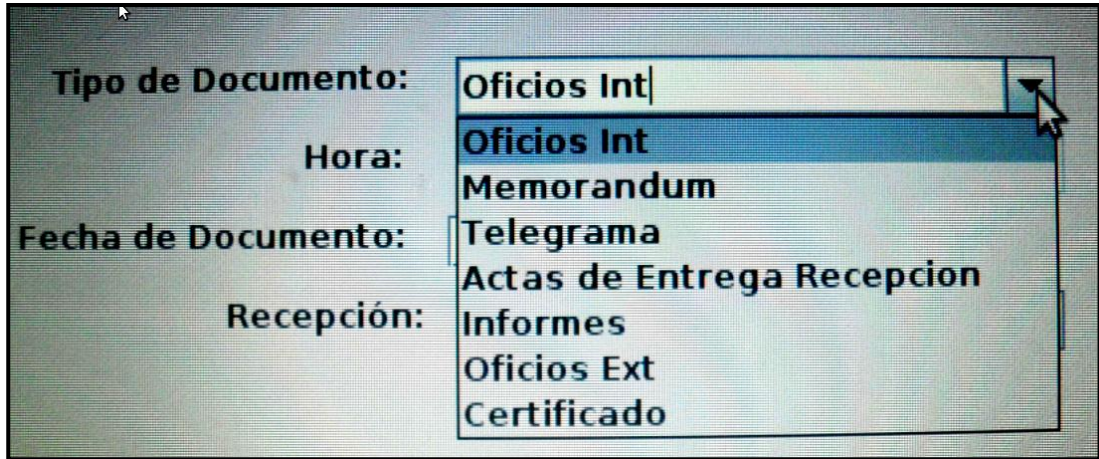 Tipo de Documento:
Oficios Int
Oficios Int
Hora:
Memorandum
Fecha de Documento:
Telegrama
Actas de Entrega Recepcion
Recepción:
Informes
Oficios Ext
Certificado